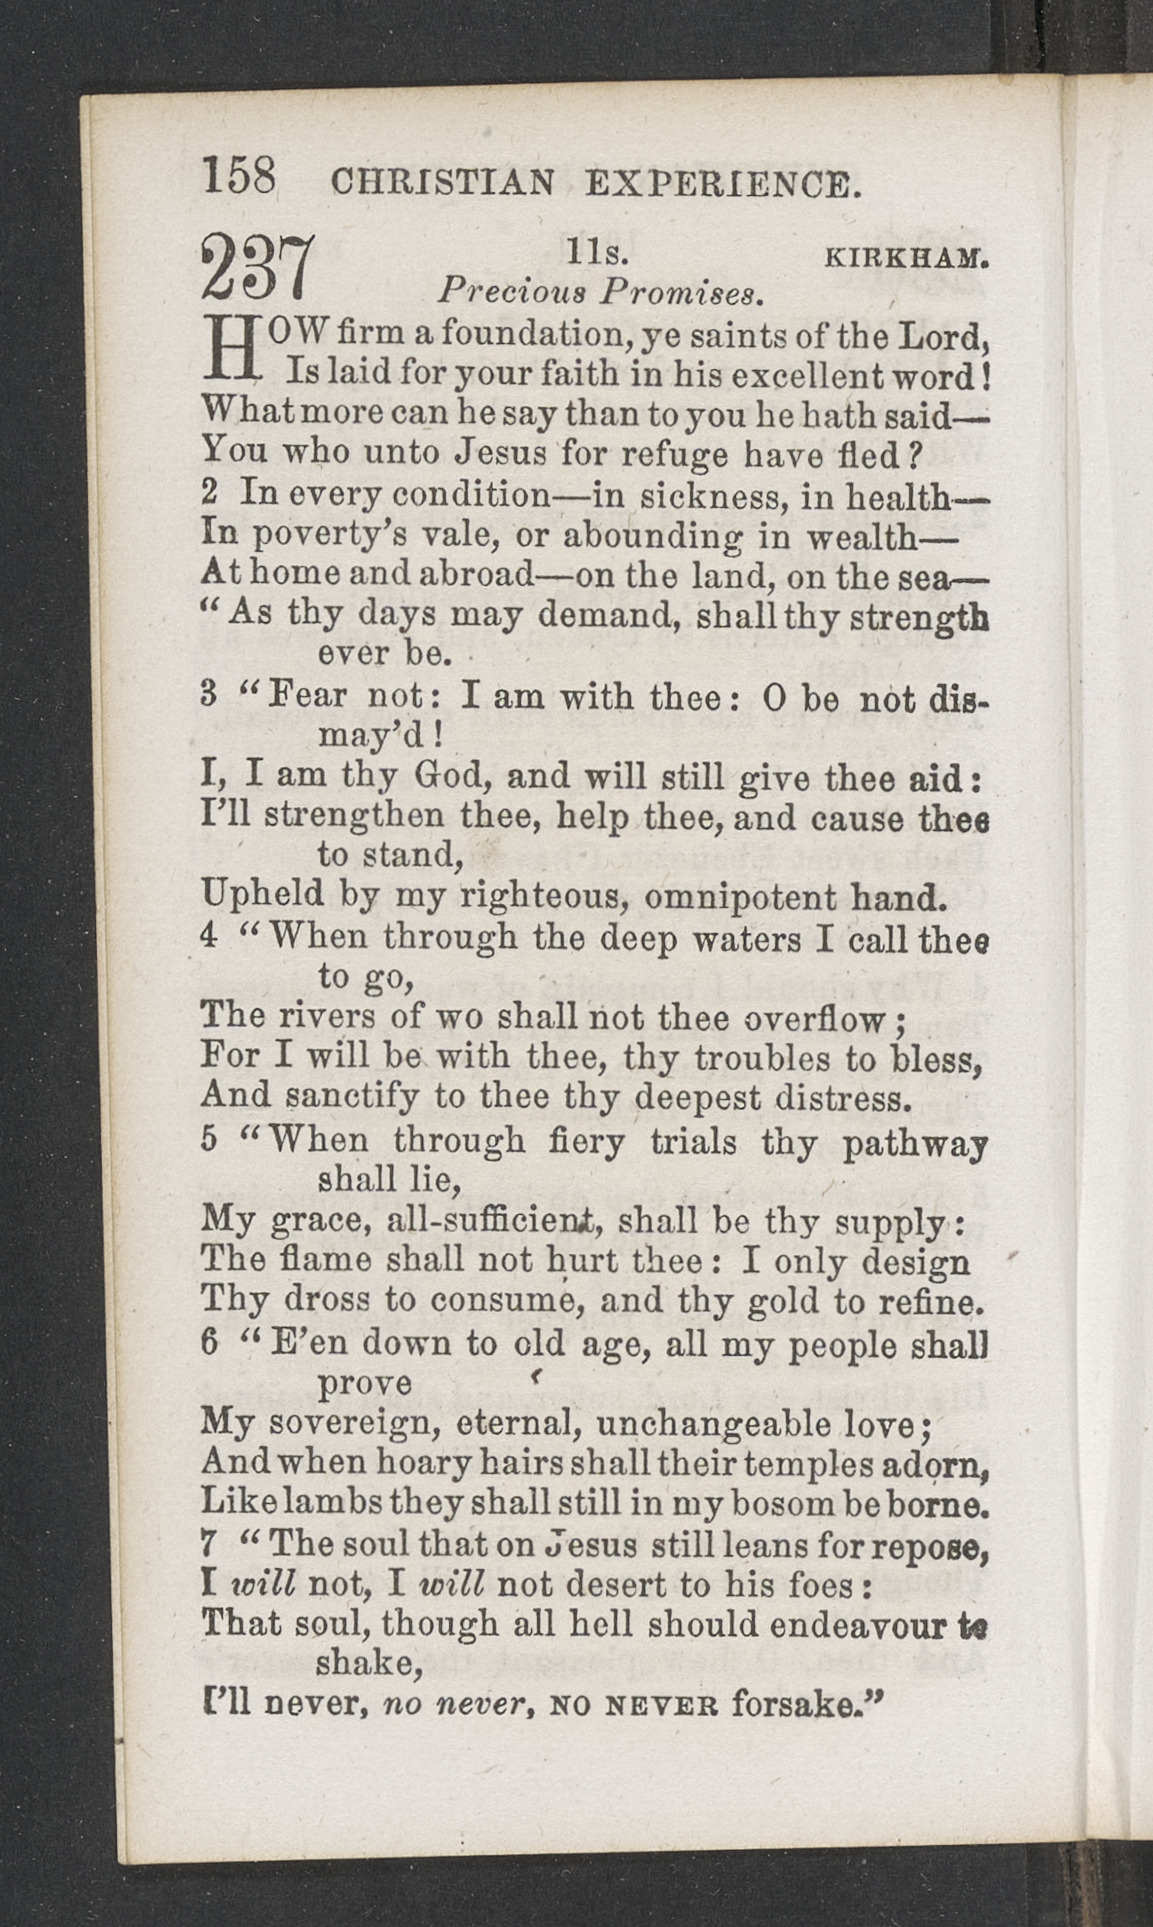 158 CHRISTIAN EXPERIENCE.
237 11s. KIRKHAM.
Precious Promises.
HOW firm a foundation, ye saints of the Lord,
Is laid for your faith in his excellent word!
What more can he say than to you he hath said—
You who unto Jesus for refuge have fled?
2 In every condition—in sickness, in health—
In poverty's vale, or abounding in wealth—
At home and abroad—on the land, on the sea—
"As thy days may demand, shall thy strength
ever be.
3 "Fear not: I am with thee: O be not dis-
may'd!
I, I am thy God, and will still give thee aid:
I'll strengthen thee, help thee, and cause thee
to stand,
Upheld by my righteous, omnipotent hand.
4 "When through the deep waters I call thee
to go,
The rivers of wo shall not thee overflow;
For I will be with thee, thy troubles to bless,
And sanctify to thee thy deepest distress.
5 "When through fiery trials thy pathway
shall lie,
My grace, all-sufficient, shall be thy supply:
The flame shall not hurt thee: I only design
Thy dross to consume, and thy gold to refine.
6 "E'en down to old age, all my people shall
prove
My sovereign, eternal, unchangeable love;
And when hoary hairs shall their temples adorn,
Like lambs they shall still in my bosom be borne.
7 "The soul that on Jesus still leans for repose,
I will not, I will not desert to his foes:
That soul, though all hell should endeavour to
shake,
I'll never, no never, NO NEVER forsake."